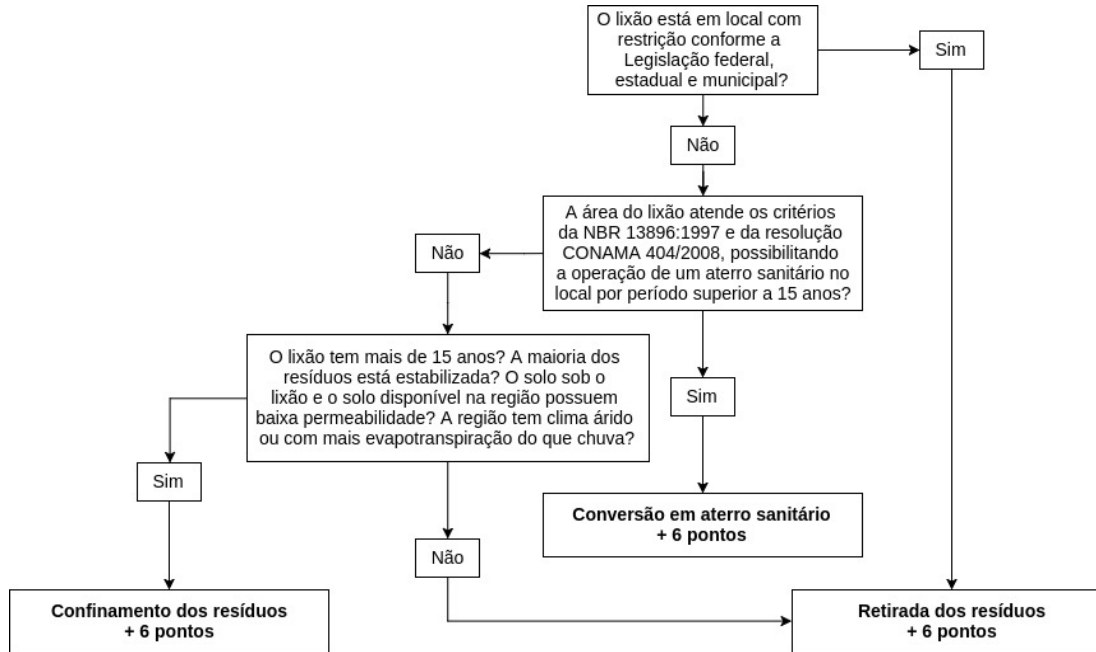 O lixão está em local com
restrição conforme a
Legislação federal,
estadual e municipal?
Sim
Não
A área do lixão atende os critérios
da NBR 13896:1997 e da resolução
CONAMA 404/2008, possibilitando
a operação de um aterro sanitário no
local por período superior a 15 anos?
Não
O lixão tem mais de 15 anos? A maioria dos
resíduos está estabilizada? O solo sob o
lixão e o solo disponível na região possuem
baixa permeabilidade? A região tem clima árido
ou com mais evapotranspiração do que chuva?
Sim
Sim
Conversão em aterro sanitário
+ 6 pontos
Não
Confinamento dos resíduos
+ 6 pontos
Retirada dos resíduos
+ 6 pontos